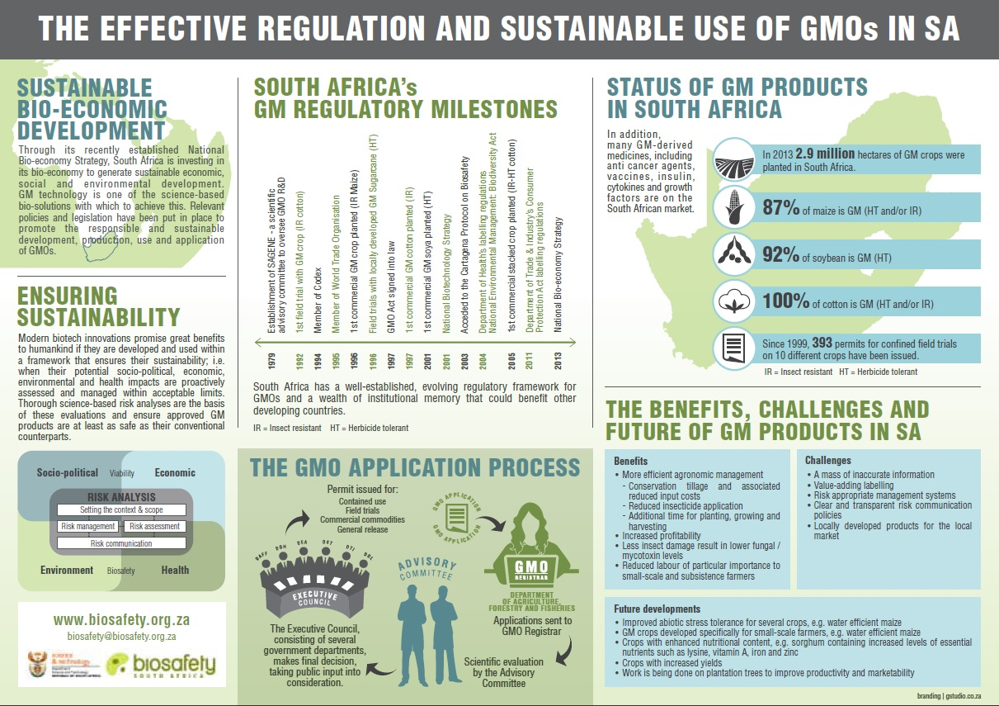 THE EFFECTIVE REGULATION AND SUSTAINABLE USE OF GMOs IN SA
SUSTAINABLE
BIO-ECONOMIC
DEVELOPMENT
Through its recently established National
Bio-economy Strategy, South Africa is investing in
its bio-economy to generate sustainable economic,
social and environmental development.
GM technology is one of the science-based
bio-solutions with which to achieve this. Relevant
policies and legislation have been put in place to
promote the responsible and sustainable
development, production, use and application
of GMOs.
ENSURING
SUSTAINABILITY
Modern biotech innovations promise great benefits
to humankind if they are developed and used within
a framework that ensures their sustainability; i.e.
when their potential socio-political, economic,
environmental and health impacts are proactively
assessed and managed within acceptable limits.
Thorough science-based risk analyses are the basis
of these evaluations and ensure approved GM
products are at least as safe as their conventional
counterparts.
Socio-political Viability Economic
RISK ANALYSIS
Setting the context & scope
Risk management Risk assessment
Risk communication
Environment Biosafety Health
www.biosafety.org.za
biosafety@biosafety.org.za
science
& technology
biosafety
SOUTH AFRICA
SOUTH AFRICA's
GM REGULATORY MILESTONES
Establishment of SAGENE - a scientific
advisory committee to oversee GMO R&D
1st field trial with GM crop (IR cotton)
Member of Codex
Member of World Trade Organisation
1st commercial GM crop planted (IR Maize)
Field trials with locally developed GM Sugarcane (HT)
GMO Act signed into law
1st commercial GM cotton planted (IR)
1st commercial GM soya planted (HT)
National Biotechnology Strategy
Acceded to the Cartagena Protocol on Biosafety
Department of Health's labelling regulations
National Environmental Management: Biodiversity Act
1st commercial stacked crop planted (IR-HT cotton)
Department of Trade & Industry's Consumer
Protection Act labelling regulations
National Bio-economy Strategy
1979
1992
1994
1995
1996
1996
1997
1997
2001
2001
2003
2004
2005
2011
2013
South Africa has a well-established, evolving regulatory framework for
GMOs and a wealth of institutional memory that could benefit other
developing countries.
IR = Insect resistant HT = Herbicide tolerant
THE GMO APPLICATION PROCESS
Permit issued for:
Contained use
Field trials
Commercial commodities
General release
GMO APPLICATION
GMO APPLICATION
GMO
REGISTRAR
DEPARTMENT
OF AGRICULTURE,
FORESTRY AND FISHERIES
Applications sent to
GMO Registrar
DAFF DOH DEA DST DTI DOL
EXECUTIVE
COUNCIL
ADVISORY
COMMITTEE
The Executive Council,
consisting of several
government departments,
makes final decision,
taking public input into
consideration.
Scientific evaluation
by the Advisory
Committee
STATUS OF GM PRODUCTS
IN SOUTH AFRICA
In addition,
many GM-derived
medicines, including
anti cancer agents,
vaccines, insulin,
cytokines and growth
factors are on the
South African market.
In 2013 2.9 million hectares of GM crops were
planted in South Africa.
87% of maize is GM (HT and/or IR)
92% of soybean is GM (HT)
100% of cotton is GM (HT and/or IR)
Since 1999, 393 permits for confined field trials
on 10 different crops have been issued.
IR = Insect resistant HT = Herbicide tolerant
THE BENEFITS, CHALLENGES AND
FUTURE OF GM PRODUCTS IN SA
Benefits
• More efficient agronomic management
- Conservation tillage and associated
reduced input costs
- Reduced insecticide application
- Additional time for planting, growing and
harvesting
• Increased profitability
• Less insect damage result in lower fungal /
mycotoxin levels
• Reduced labour of particular importance to
small-scale and subsistence farmers
Challenges
• A mass of inaccurate information
• Value-adding labelling
• Risk appropriate management systems
• Clear and transparent risk communication
policies
• Locally developed products for the local
market
Future developments
• Improved abiotic stress tolerance for several crops, e.g. water efficient maize
• GM crops developed specifically for small-scale farmers, e.g. water efficient maize
• Crops with enhanced nutritional content, e.g. sorghum containing increased levels of essential
nutrients such as lysine, vitamin A, iron and zinc
• Crops with increased yields
• Work is being done on plantation trees to improve productivity and marketability
branding | gstudio.co.za